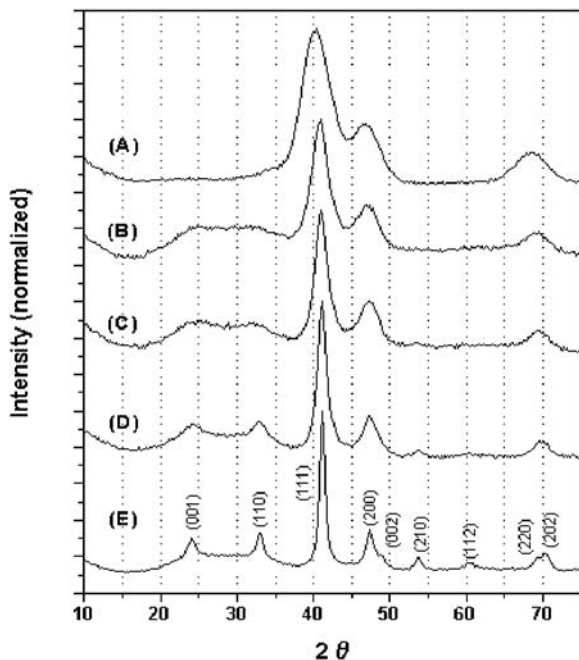 (A)
(B)
(C)
(D)
(E)
(001)
(110)
(111)
(200)
(002)
(210)
(112)
(220)
(202)
Intensity (normalized)
10 20 30 40 50 60 70
2 θ